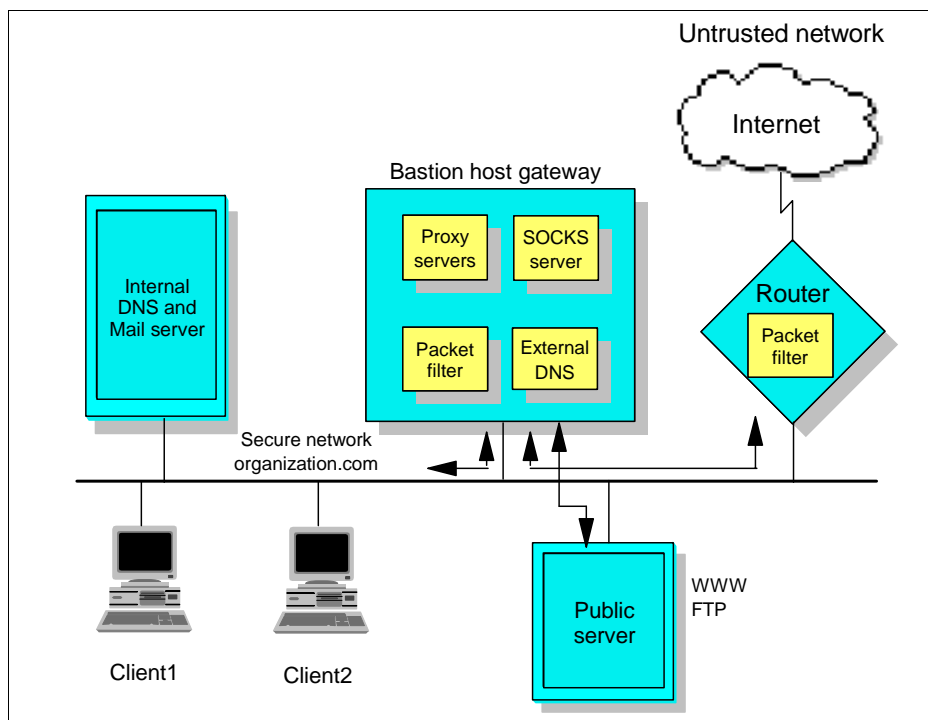 Untrusted network
Internet
Bastion host gateway
Proxy
servers
SOCKS
server
Internal
DNS and
Mail server
Router
Packet
filter
External
DNS
Packet
filter
Secure network
organization.com
WWW
FTP
Public
server
Client1
Client2